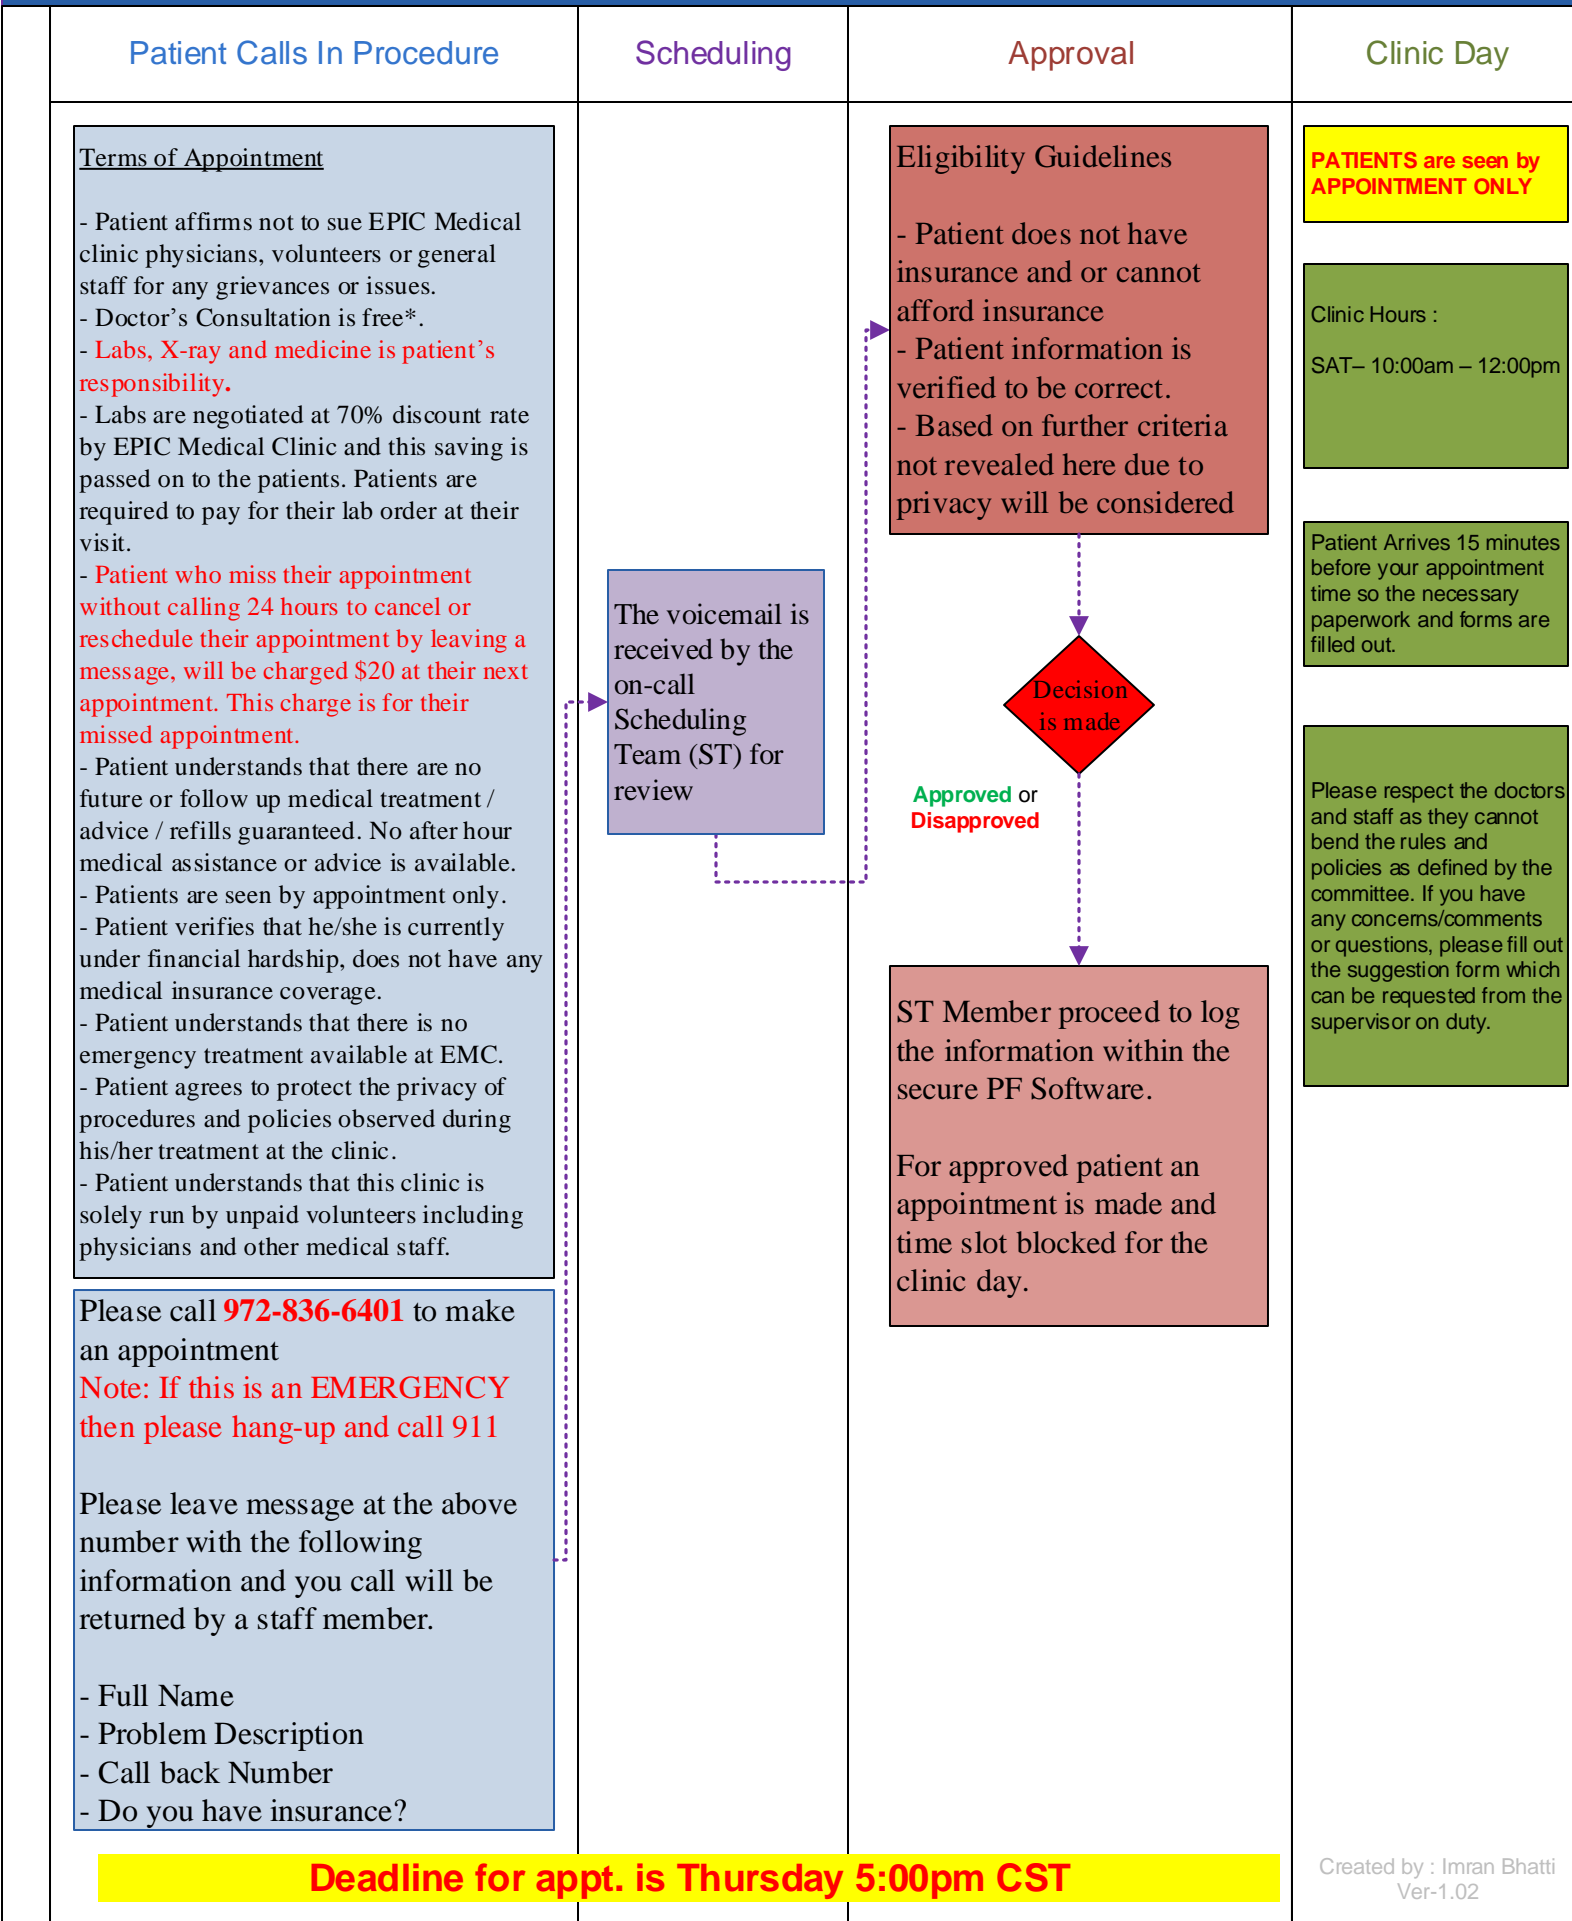 Patient Calls In Procedure
Scheduling
Approval
Clinic Day
Terms of Appointment
- Patient affirms not to sue EPIC Medical
clinic physicians, volunteers or general
staff for any grievances or issues.
- Doctor’s Consultation is free*.
- Labs, X-ray and medicine is patient’s
responsibility.
- Labs are negotiated at 70% discount rate
by EPIC Medical Clinic and this saving is
passed on to the patients. Patients are
required to pay for their lab order at their
visit.
- Patient who miss their appointment
without calling 24 hours to cancel or
reschedule their appointment by leaving a
message, will be charged $20 at their next
appointment. This charge is for their
missed appointment.
- Patient understands that there are no
future or follow up medical treatment /
advice / refills guaranteed. No after hour
medical assistance or advice is available.
- Patients are seen by appointment only.
- Patient verifies that he/she is currently
under financial hardship, does not have any
medical insurance coverage.
- Patient understands that there is no
emergency treatment available at EMC.
- Patient agrees to protect the privacy of
procedures and policies observed during
his/her treatment at the clinic.
- Patient understands that this clinic is
solely run by unpaid volunteers including
physicians and other medical staff.
Please call 972-836-6401 to make
an appointment
Note: If this is an EMERGENCY
then please hang-up and call 911
Please leave message at the above
number with the following
information and you call will be
returned by a staff member.
- Full Name
- Problem Description
- Call back Number
- Do you have insurance?
The voicemail is
received by the
on-call
Scheduling
Team (ST) for
review
Eligibility Guidelines
- Patient does not have
insurance and or cannot
afford insurance
- Patient information is
verified to be correct.
- Based on further criteria
not revealed here due to
privacy will be considered
Decision
is made
Approved or
Disapproved
ST Member proceed to log
the information within the
secure PF Software.
For approved patient an
appointment is made and
time slot blocked for the
clinic day.
PATIENTS are seen by
APPOINTMENT ONLY
Clinic Hours :
SAT– 10:00am – 12:00pm
Patient Arrives 15 minutes
before your appointment
time so the necessary
paperwork and forms are
filled out.
Please respect the doctors
and staff as they cannot
bend the rules and
policies as defined by the
committee. If you have
any concerns/comments
or questions, please fill out
the suggestion form which
can be requested from the
supervisor on duty.
Deadline for appt. is Thursday 5:00pm CST
Created by : Imran Bhatti
Ver-1.02